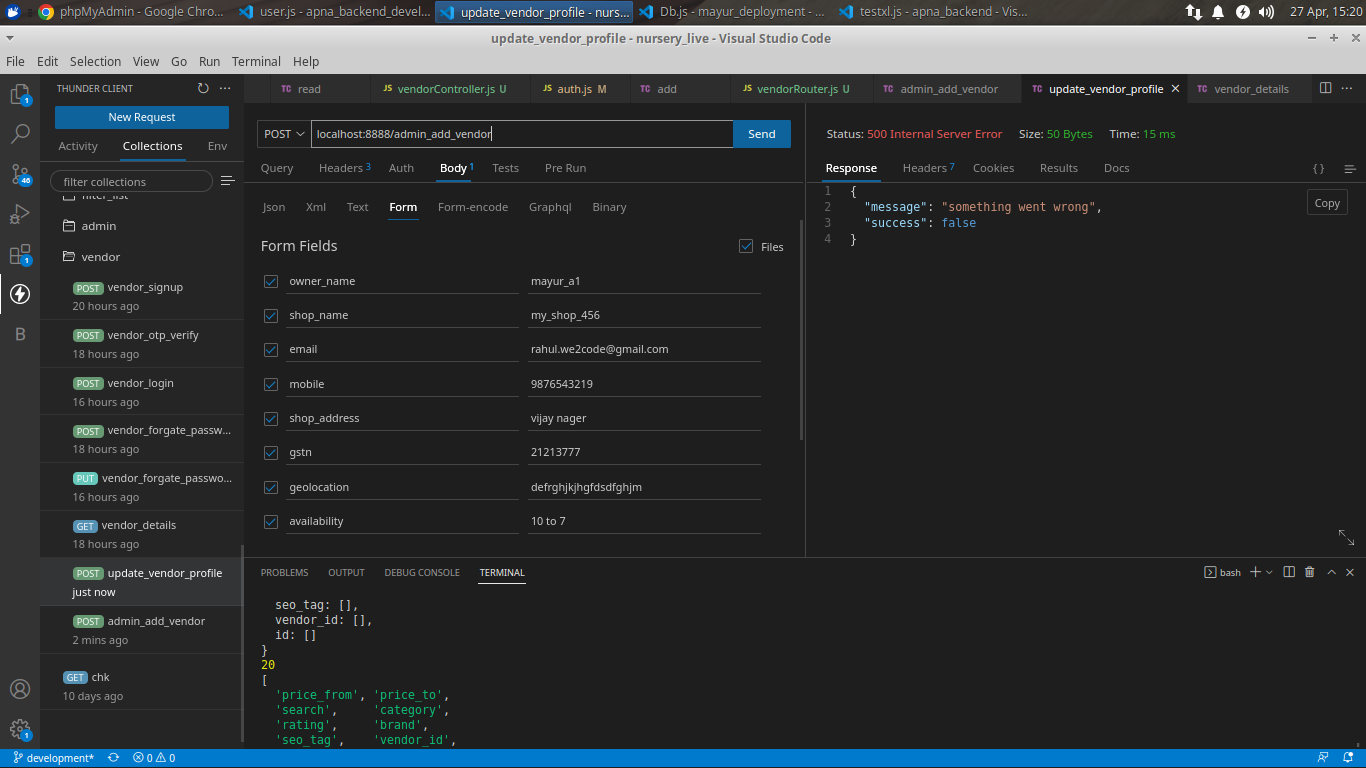 phpMyAdmin - Google Chro...
user.js - apna_backend_devel...
update_vendor_profile - nurs...
Db.js - mayur_deployment - ...
testxl.js - apna_backend - Vis...
27 Apr, 15:20
update_vendor_profile - nursery_live - Visual Studio Code
File Edit Selection View Go Run Terminal Help
THUNDER CLIENT
New Request
Activity Collections Env
filter collections
filter_list
admin
vendor
POST vendor_signup
20 hours ago
POST vendor_otp_verify
18 hours ago
POST vendor_login
16 hours ago
POST vendor_forgate_passw...
18 hours ago
PUT vendor_forgate_passwo...
16 hours ago
GET vendor_details
18 hours ago
POST update_vendor_profile
just now
POST admin_add_vendor
2 mins ago
GET chk
10 days ago
1
46
1
B
1
TC read
JS vendorController.js U
JS auth.js M
TC add
JS vendorRouter.js U
TC admin_add_vendor
TC update_vendor_profile
TC vendor_details
POST localhost:8888/admin_add_vendor Send
Query Headers 3 Auth Body 1 Tests Pre Run
Json Xml Text Form Form-encode Graphql Binary
Form Fields Files
owner_name mayur_a1
shop_name my_shop_456
email rahul.we2code@gmail.com
mobile 9876543219
shop_address vijay nager
gstn 21213777
geolocation defrghjkjhgfdsdfghjm
availability 10 to 7
Status: 500 Internal Server Error Size: 50 Bytes Time: 15 ms
Response Headers 7 Cookies Results Docs {}
1 {
2 "message": "something went wrong",
3 "success": false
4 }
Copy
PROBLEMS OUTPUT DEBUG CONSOLE TERMINAL
bash
seo_tag: [],
vendor_id: [],
id: []
}
20
[
'price_from', 'price_to',
'search', 'category',
'rating', 'brand',
'seo_tag', 'vendor_id',
development* 0 0